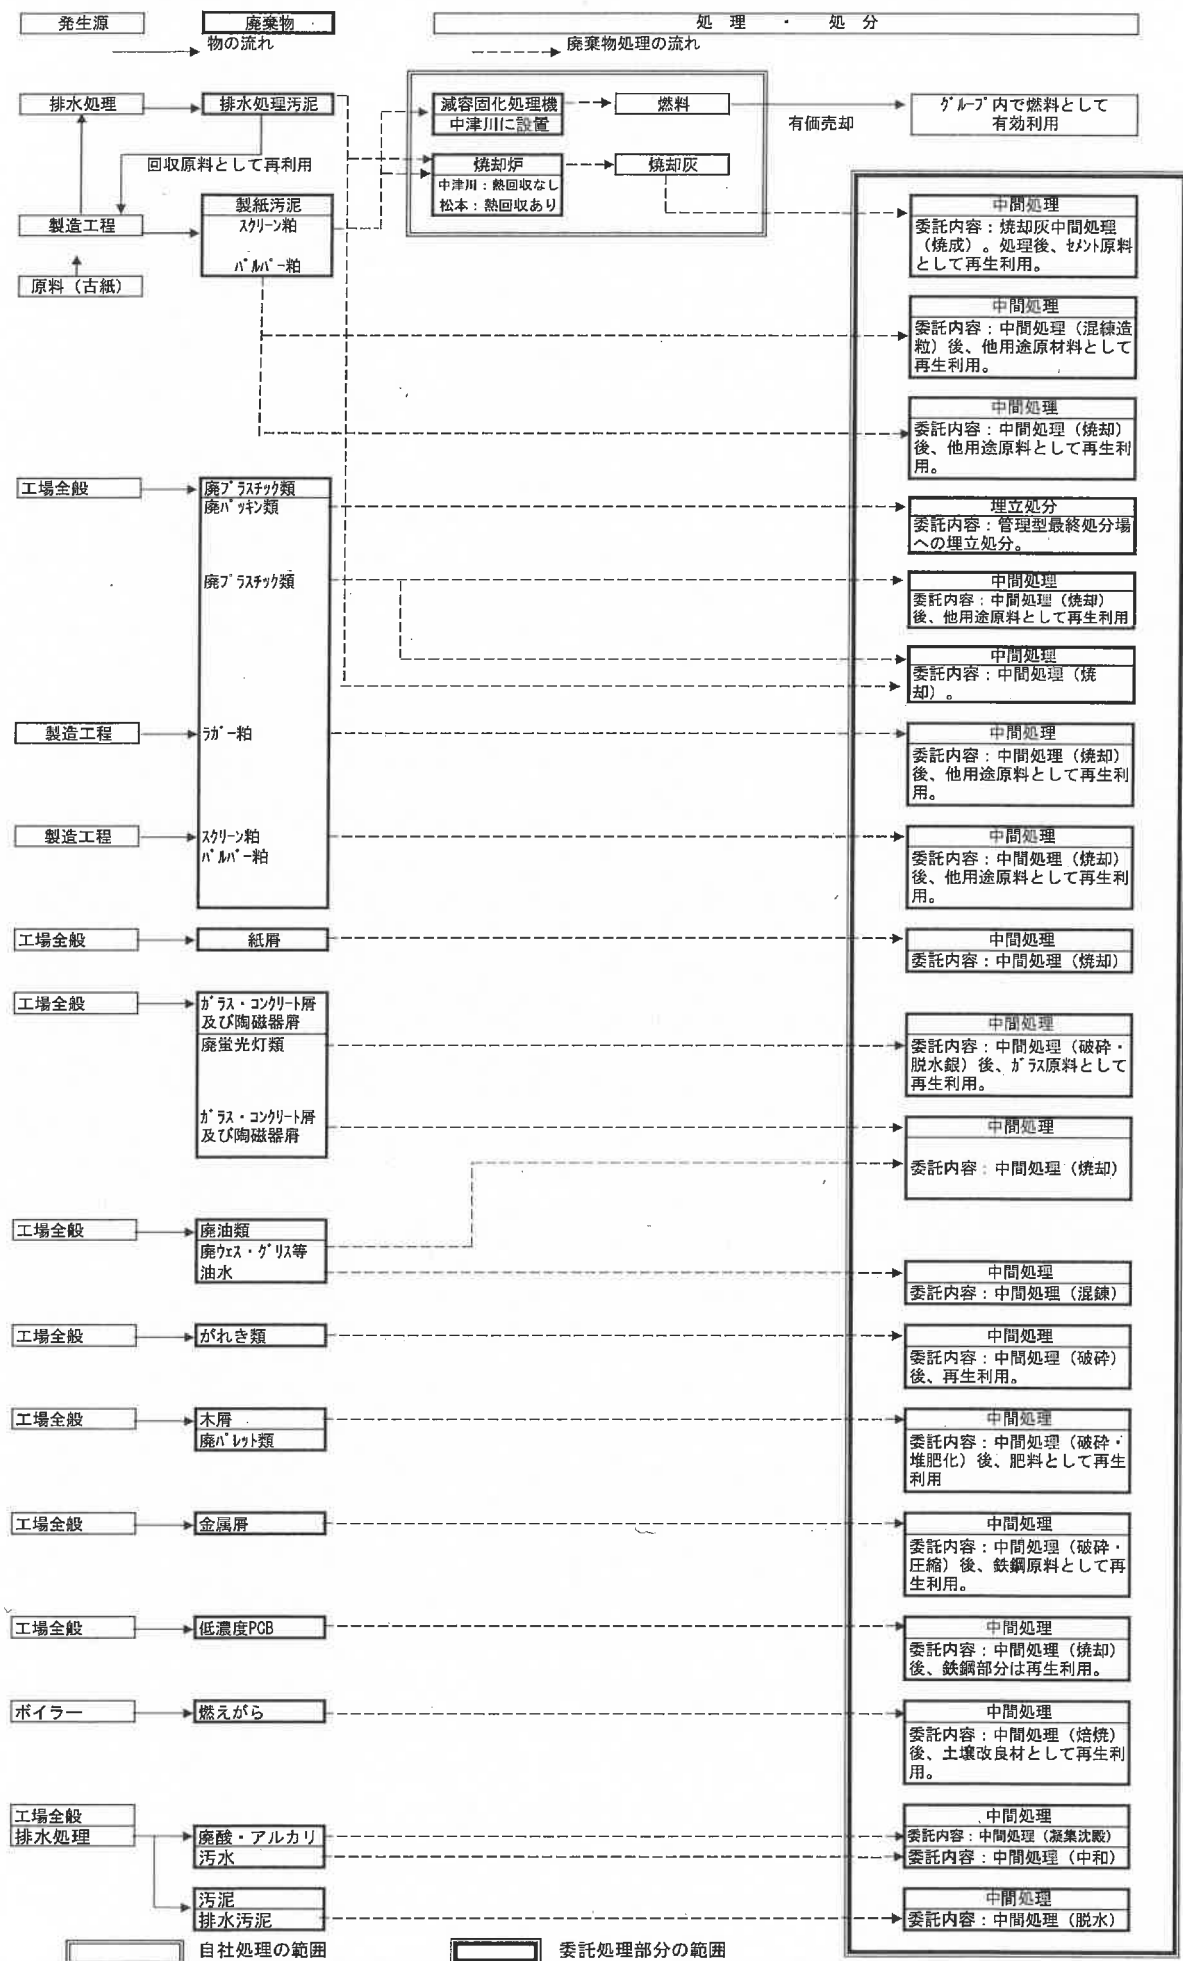 発生源
廃棄物
処理・処分
物の流れ
廃棄物処理の流れ
排水処理
排水処理汚泥
減容固化処理機
中津川に設置
燃料
有価売却
グループ内で燃料として
有効利用
回収原料として再利用
焼却炉
中津川：熱回収なし
松本：熱回収あり
焼却灰
製造工程
製紙汚泥
スクリーン粕
パルパー粕
原料（古紙）
中間処理
委託内容：焼却灰中間処理
（焼成）。処理後、セメント原料
として再生利用。
中間処理
委託内容：中間処理（混練造
粒）後、他用途原材料として
再生利用。
中間処理
委託内容：中間処理（焼却）
後、他用途原料として再生利
用。
工場全般
廃プラスチック類
廃パッキン類
埋立処分
委託内容：管理型最終処分場
への埋立処分。
廃プラスチック類
中間処理
委託内容：中間処理（焼却）
後、他用途原料として再生利用
中間処理
委託内容：中間処理（焼
却）。
製造工程
ラガー粕
中間処理
委託内容：中間処理（焼却）
後、他用途原料として再生利
用。
製造工程
スクリーン粕
パルパー粕
中間処理
委託内容：中間処理（焼却）
後、他用途原料として再生利
用。
工場全般
紙屑
中間処理
委託内容：中間処理（焼却）
工場全般
ガラス・コンクリート屑
及び陶磁器屑
廃蛍光灯類
中間処理
委託内容：中間処理（破砕・
脱水銀）後、ガラス原料として
再生利用。
ガラス・コンクリート屑
及び陶磁器屑
中間処理
委託内容：中間処理（焼却）
工場全般
廃油類
廃ウェス・グリス等
油水
中間処理
委託内容：中間処理（混錬）
工場全般
がれき類
中間処理
委託内容：中間処理（破砕）
後、再生利用。
工場全般
木屑
廃パレット類
中間処理
委託内容：中間処理（破砕・
堆肥化）後、肥料として再生
利用
工場全般
金属屑
中間処理
委託内容：中間処理（破砕・
圧縮）後、鉄鋼原料として再
生利用。
工場全般
低濃度PCB
中間処理
委託内容：中間処理（焼却）
後、鉄鋼部分は再生利用。
ボイラー
燃えがら
中間処理
委託内容：中間処理（焙焼）
後、土壌改良材として再生利
用。
工場全般
排水処理
廃酸・アルカリ
汚水
中間処理
委託内容：中間処理（凝集沈殿）
委託内容：中間処理（中和）
汚泥
排水汚泥
中間処理
委託内容：中間処理（脱水）
自社処理の範囲
委託処理部分の範囲